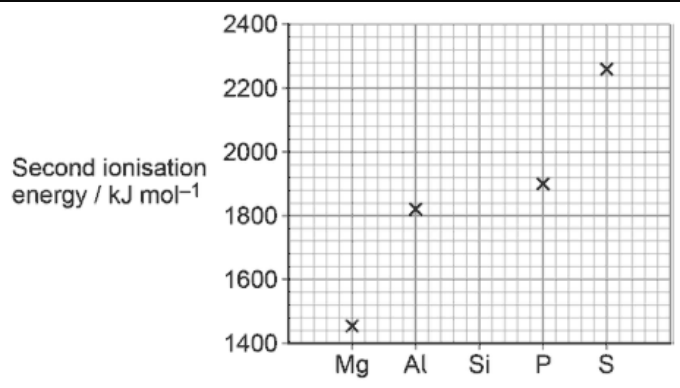 2400
2200
2000
Second ionisation
energy / kJ mol–1
1800
1600
1400
Mg Al Si P S